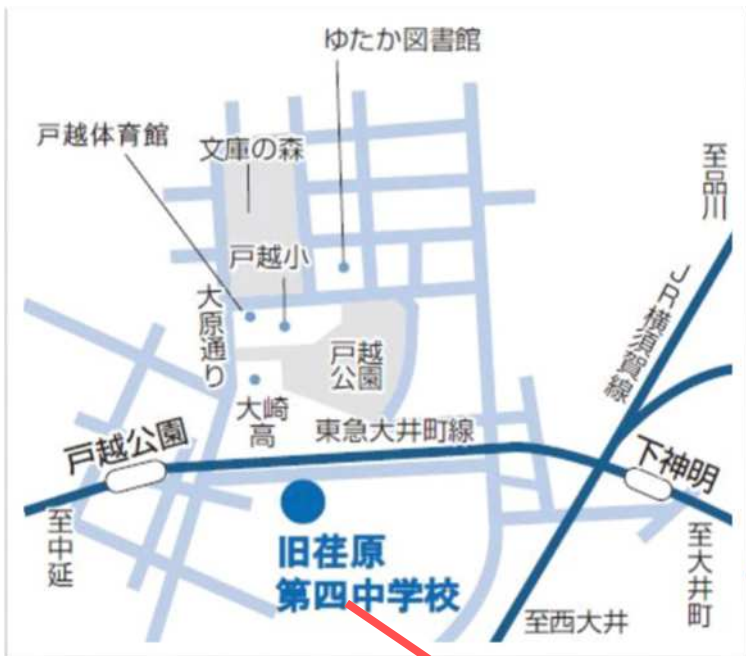 ゆたか図書館
戸越体育館
文庫の森
至品川
戸越小
大原通り
JR横須賀線
戸越
公園
大崎
高
東急大井町線
戸越公園
下神明
至中延
旧荏原
第四中学校
至大井町
至西大井